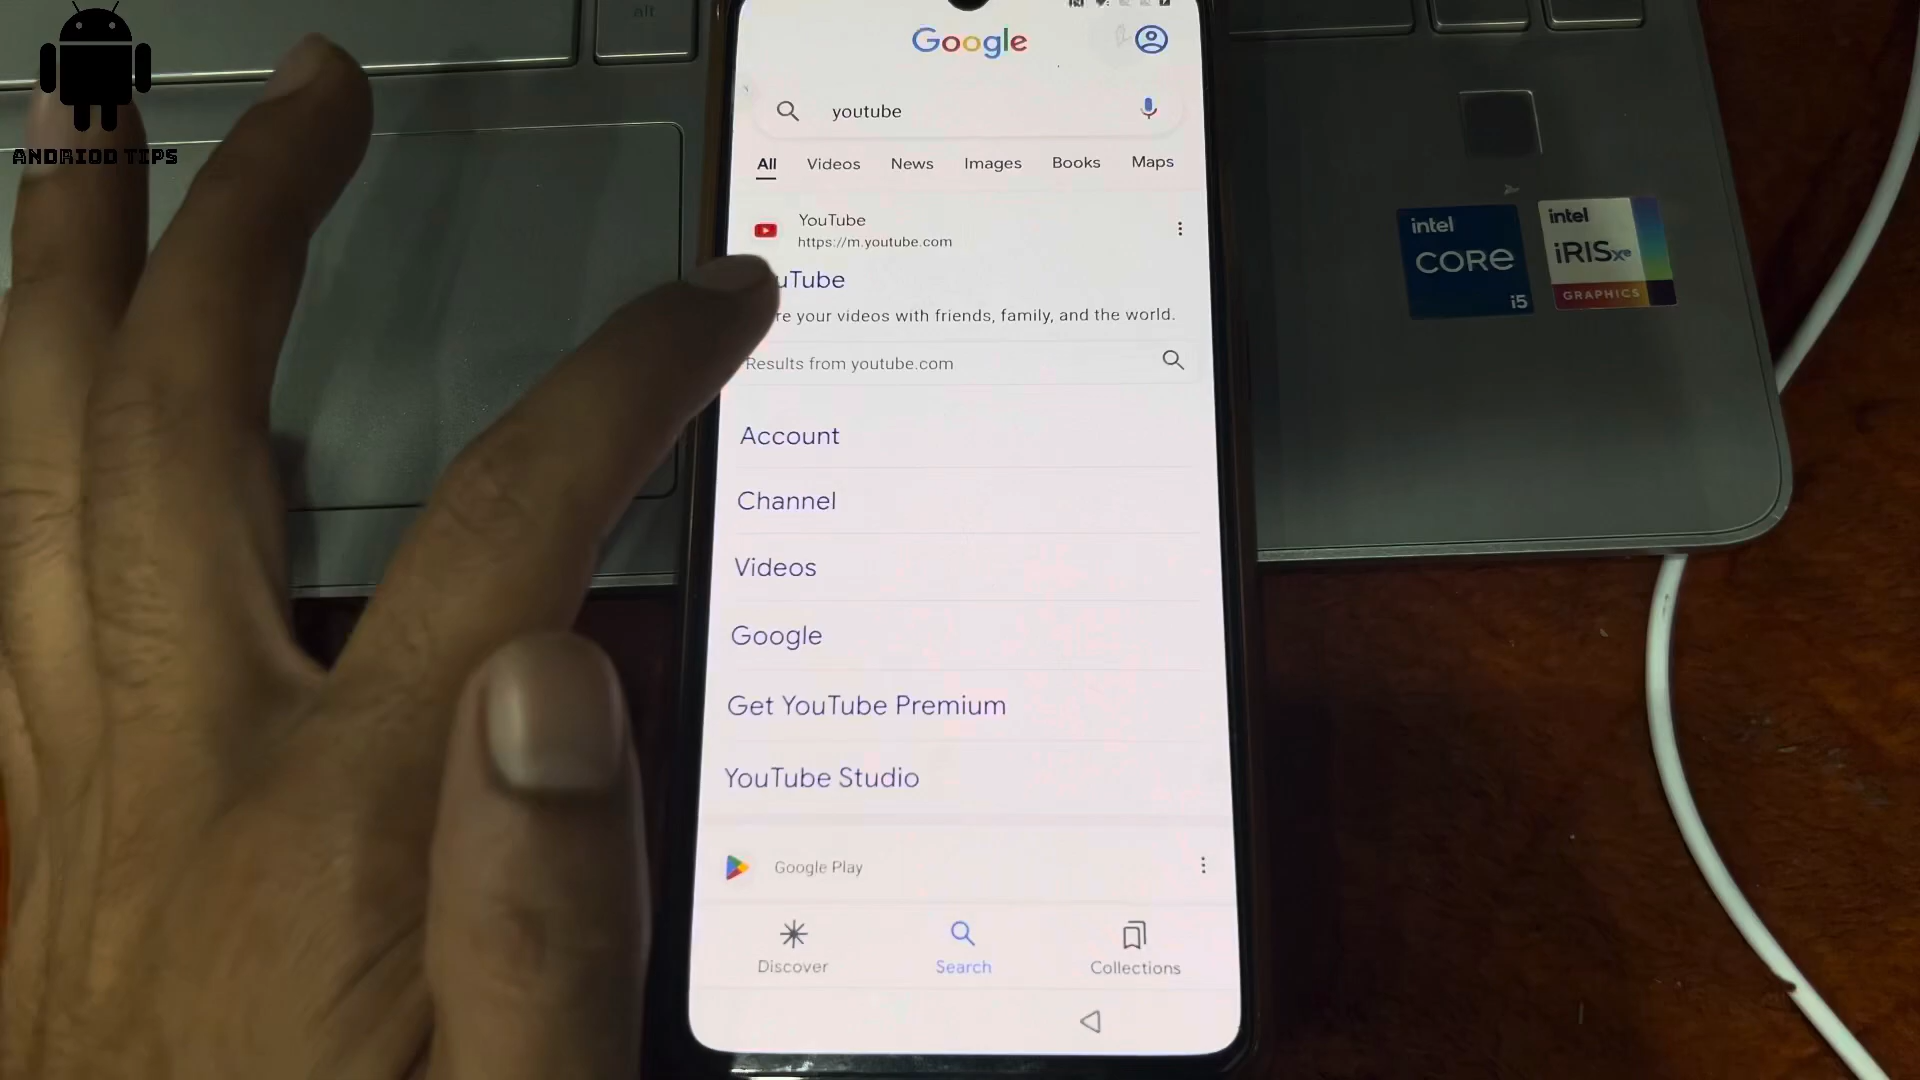 alt
ANDRIOD TIPS
Google
youtube
All Videos News Images Books Maps
YouTube
https://m.youtube.com
uTube
re your videos with friends, family, and the world.
Results from youtube.com
Account
Channel
Videos
Google
Get YouTube Premium
YouTube Studio
Google Play
Discover Search Collections
intel
CORE
i5
intel
iRIS Xe
GRAPHICS